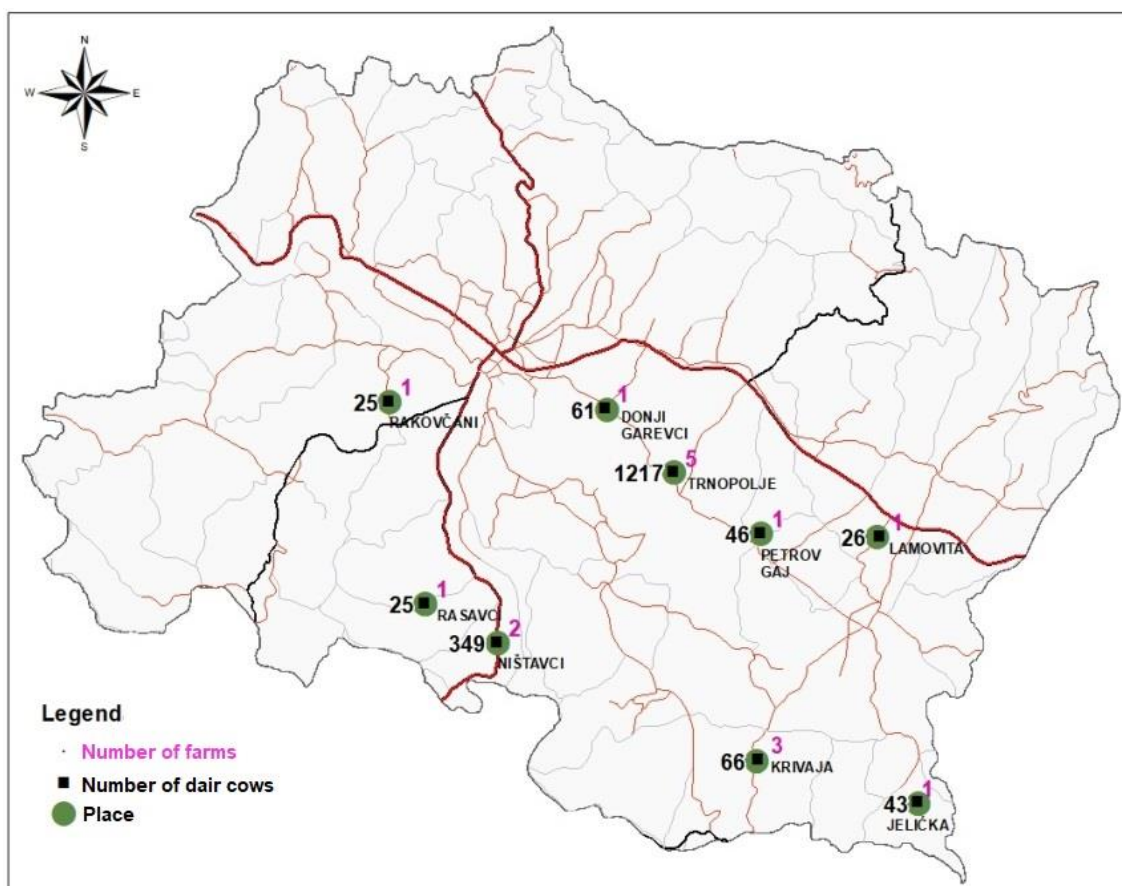 N
W E
S
1
25
RAKOVČANI
1
61
DONJI
GAREVCI
5
1217
TRNOPOLJE
1
46
PETROV
GAJ
1
26
LAMOVITA
1
25
RASAVCI
2
349
NIŠTAVCI
3
66
KRIVAJA
1
43
JELIČKA
Legend
Number of farms
Number of dair cows
Place